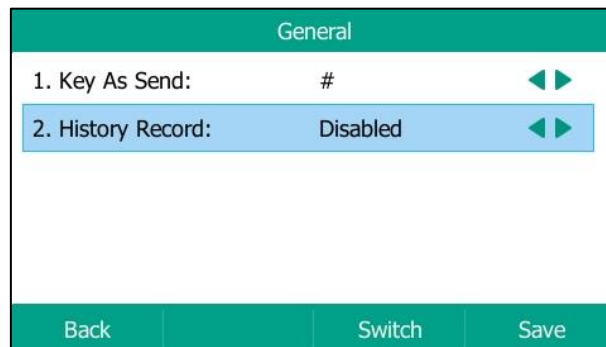 General
1. Key As Send: #
2. History Record: Disabled
Back Switch Save